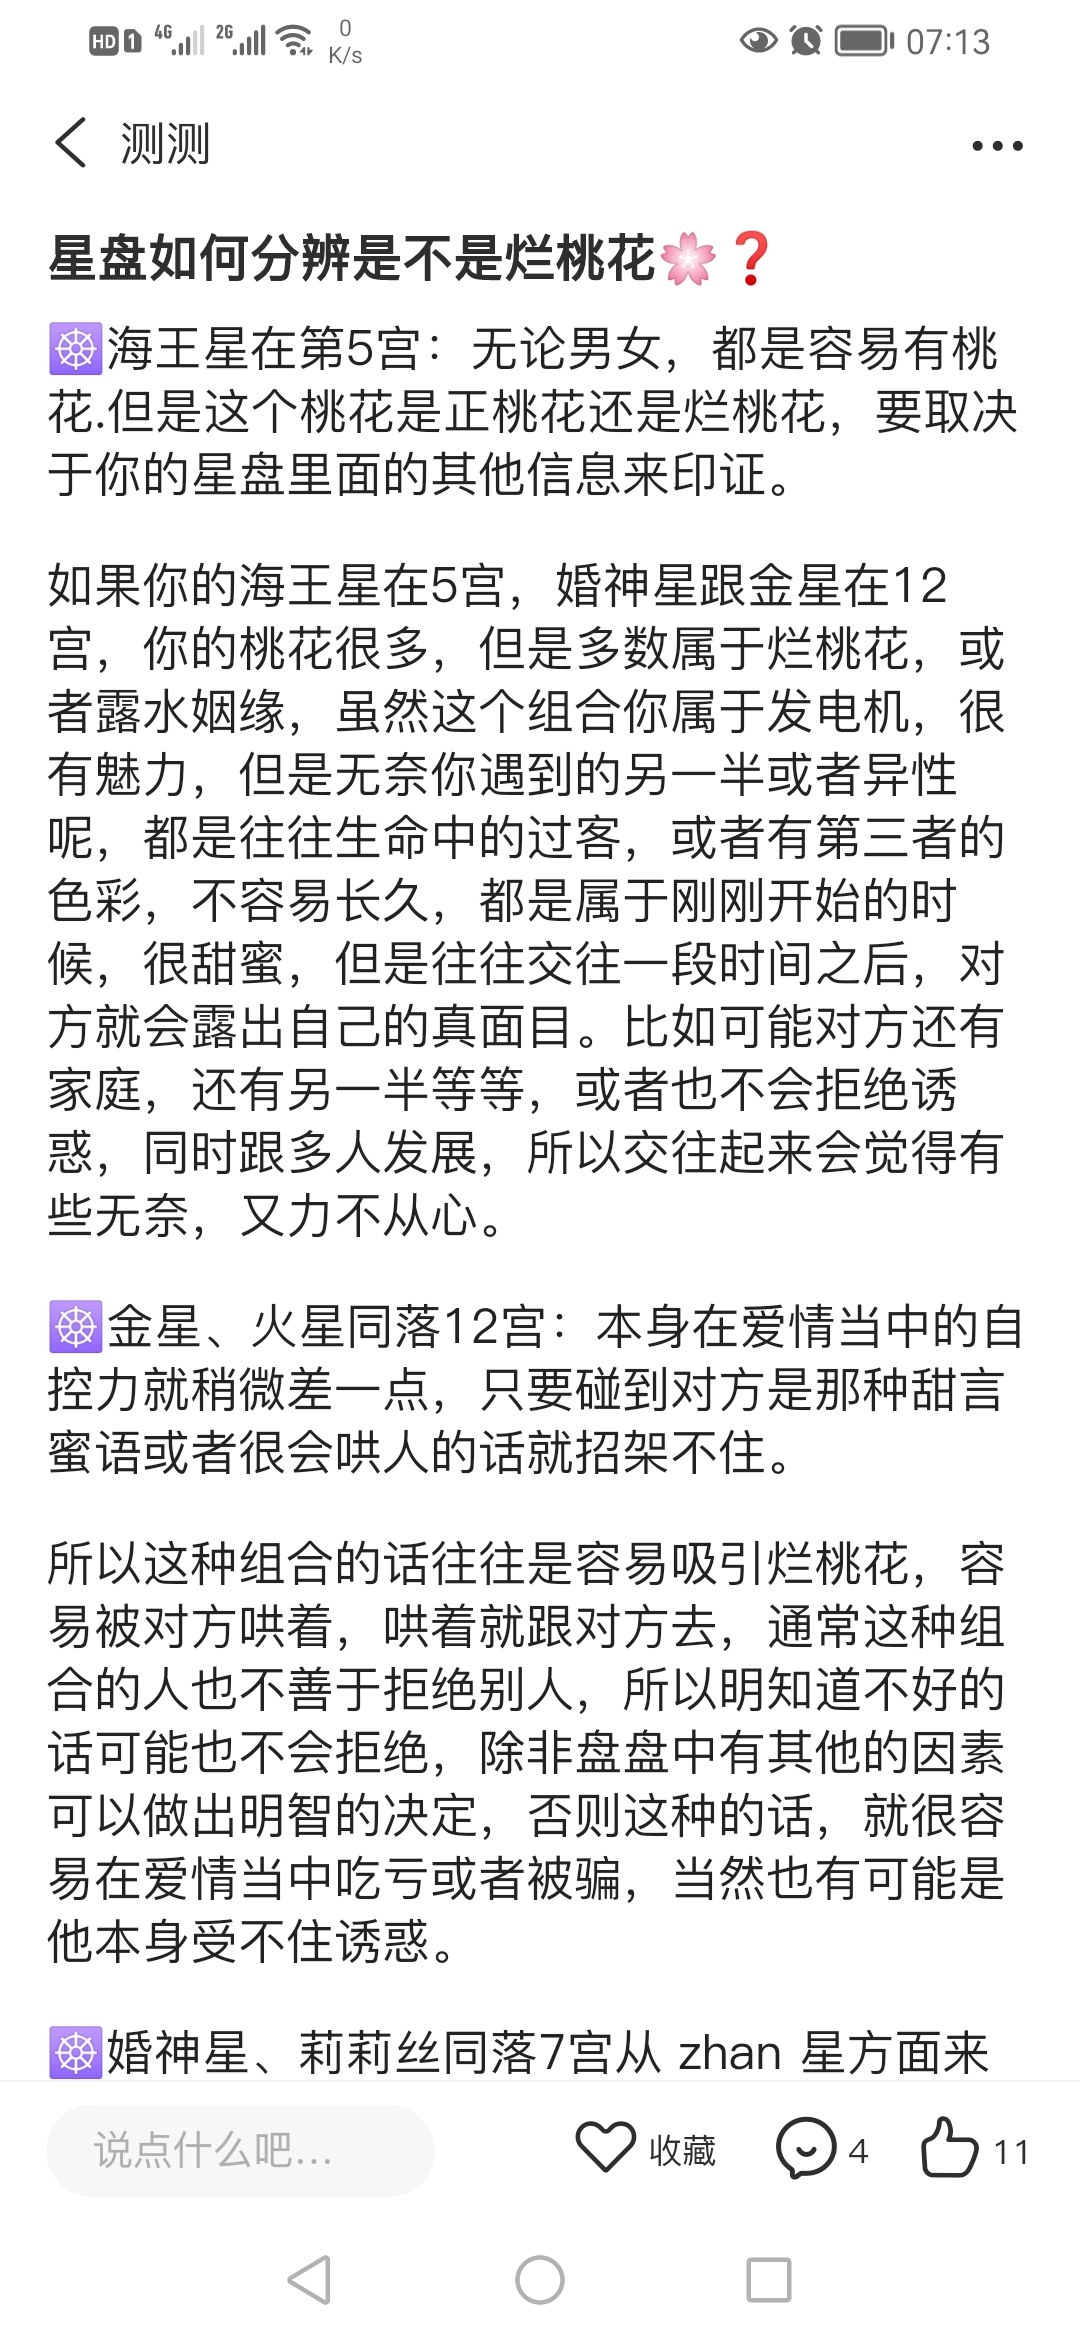 HD 1 4G 2G 0 K/s 07:13
测测
星盘如何分辨是不是烂桃花🌸❓
☸️海王星在第5宫：无论男女，都是容易有桃
花.但是这个桃花是正桃花还是烂桃花，要取决
于你的星盘里面的其他信息来印证。
如果你的海王星在5宫，婚神星跟金星在12
宫，你的桃花很多，但是多数属于烂桃花，或
者露水姻缘，虽然这个组合你属于发电机，很
有魅力，但是无奈你遇到的另一半或者异性
呢，都是往往生命中的过客，或者有第三者的
色彩，不容易长久，都是属于刚刚开始的时
候，很甜蜜，但是往往交往一段时间之后，对
方就会露出自己的真面目。比如可能对方还有
家庭，还有另一半等等，或者也不会拒绝诱
惑，同时跟多人发展，所以交往起来会觉得有
些无奈，又力不从心。
☸️金星、火星同落12宫：本身在爱情当中的自
控力就稍微差一点，只要碰到对方是那种甜言
蜜语或者很会哄人的话就招架不住。
所以这种组合的话往往是容易吸引烂桃花，容
易被对方哄着，哄着就跟对方去，通常这种组
合的人也不善于拒绝别人，所以明知道不好的
话可能也不会拒绝，除非盘盘中有其他的因素
可以做出明智的决定，否则这种的话，就很容
易在爱情当中吃亏或者被骗，当然也有可能是
他本身受不住诱惑。
☸️婚神星、莉莉丝同落7宫从 zhan 星方面来
说点什么吧... 收藏 4 11